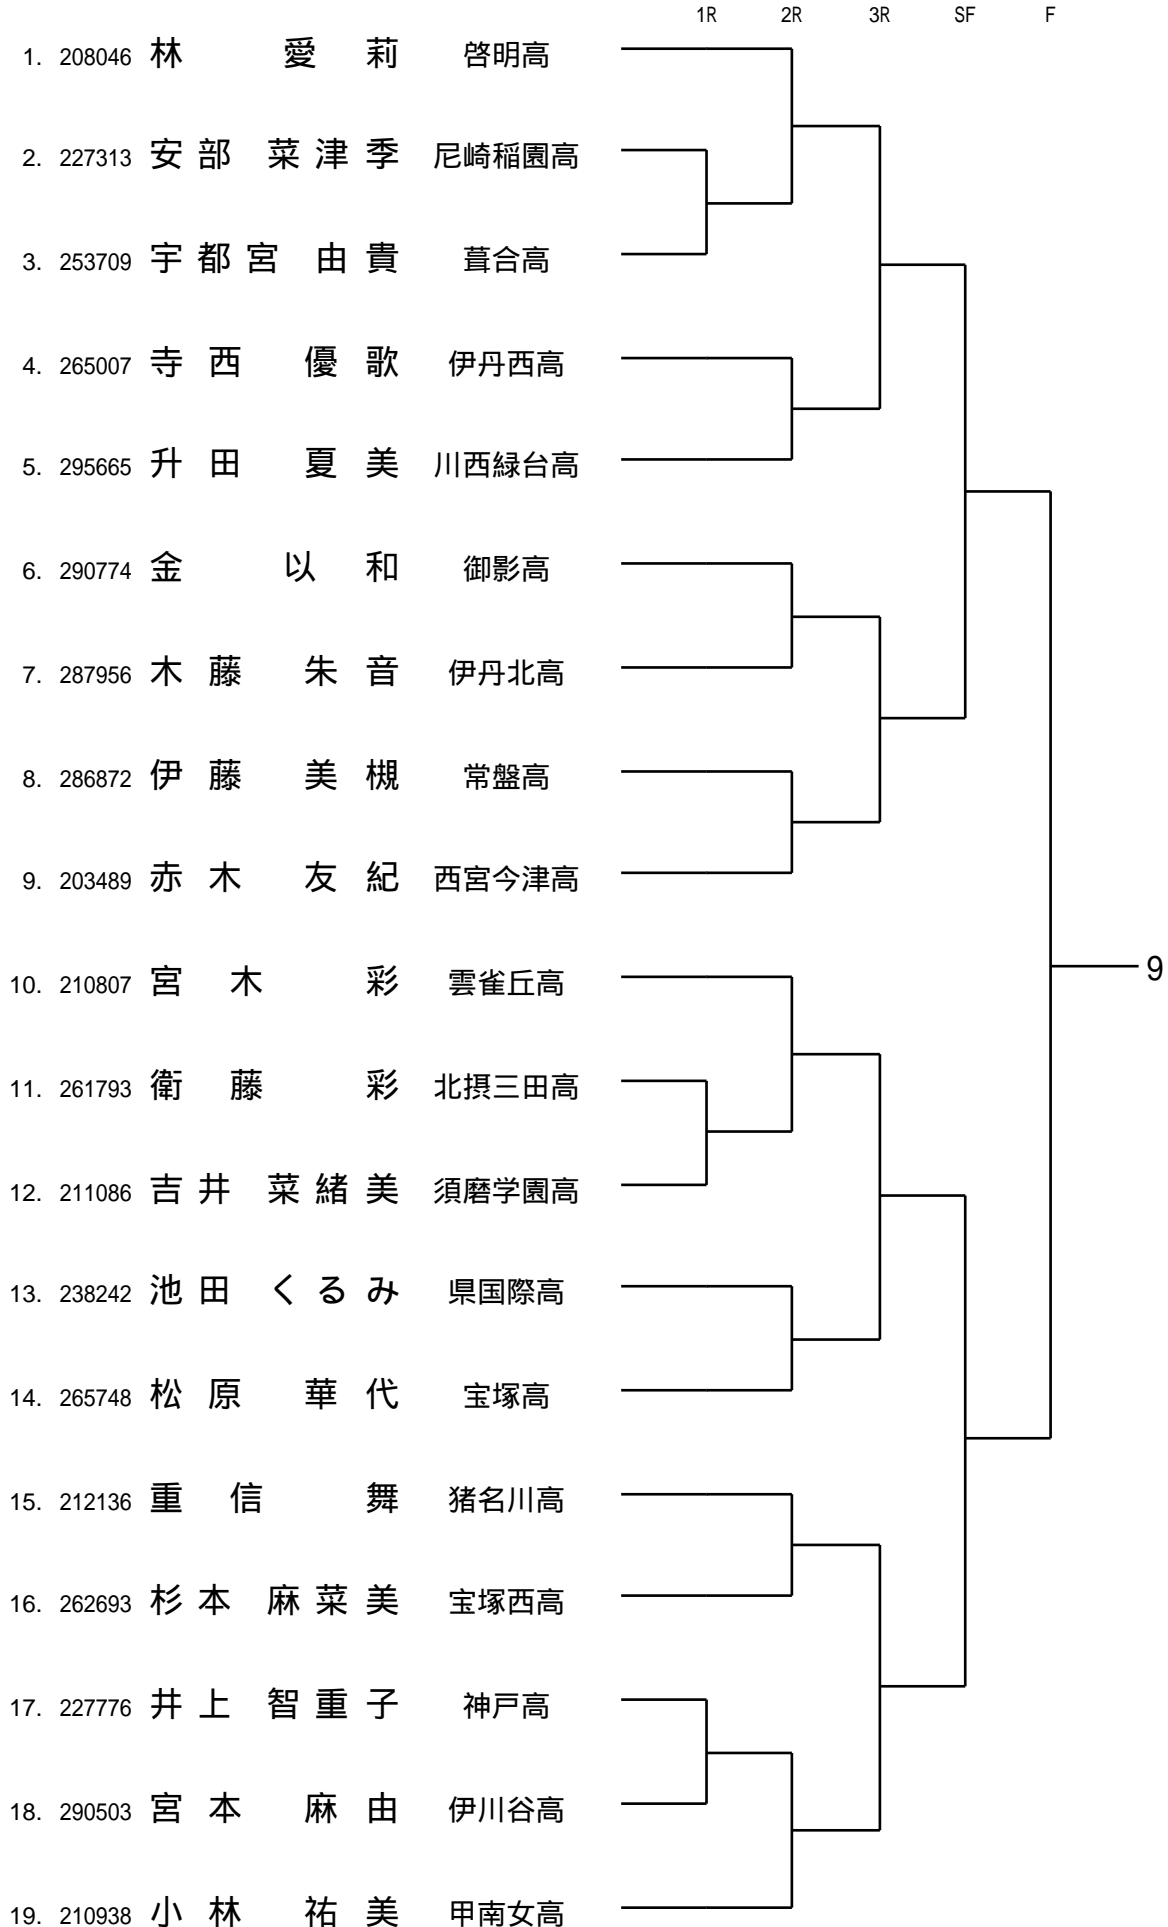 1R 2R 3R SF F
1. 208046 林 愛 莉 啓明高
2. 227313 安部 菜津季 尼崎稲園高
3. 253709 宇都宮 由貴 葺合高
4. 265007 寺西 優歌 伊丹西高
5. 295665 升田 夏美 川西緑台高
6. 290774 金 以和 御影高
7. 287956 木藤 朱音 伊丹北高
8. 286872 伊藤 美槻 常盤高
9. 203489 赤木 友紀 西宮今津高
10. 210807 宮木 彩 雲雀丘高
9
11. 261793 衛藤 彩 北摂三田高
12. 211086 吉井 菜緒美 須磨学園高
13. 238242 池田 くるみ 県国際高
14. 265748 松原 華代 宝塚高
15. 212136 重信 舞 猪名川高
16. 262693 杉本 麻菜美 宝塚西高
17. 227776 井上 智重子 神戸高
18. 290503 宮本 麻由 伊川谷高
19. 210938 小林 祐美 甲南女高